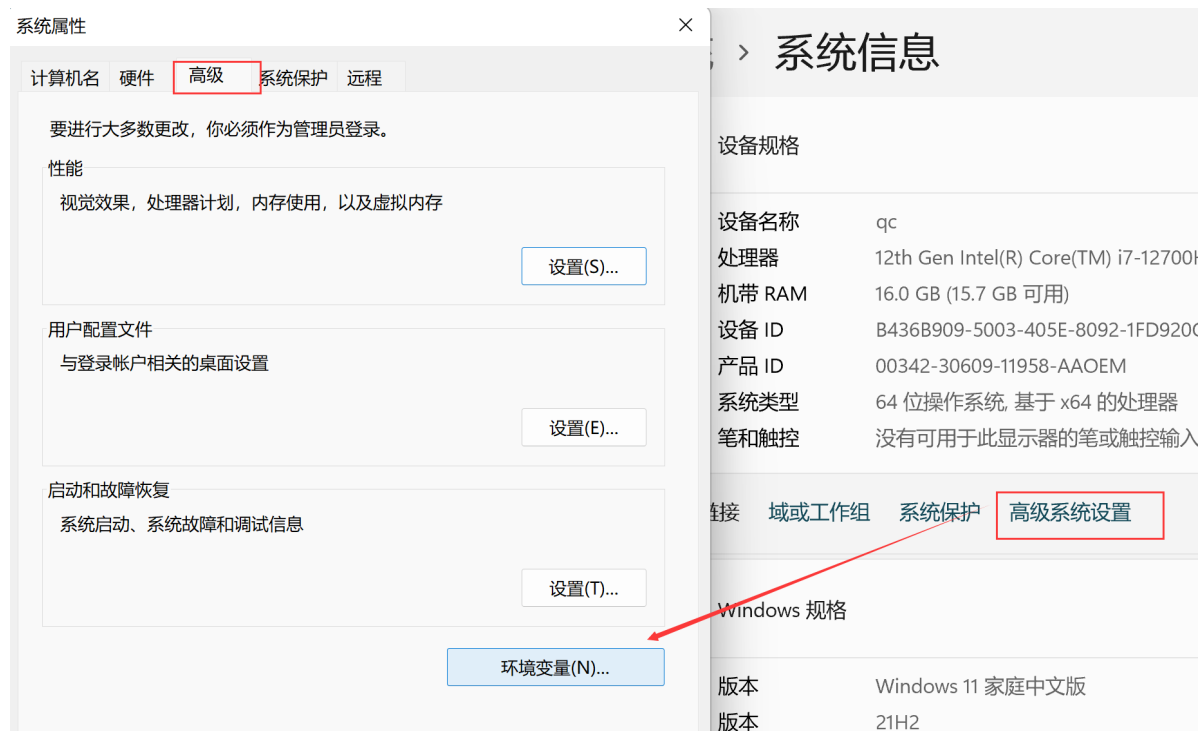 系统属性
计算机名
硬件
高级
系统保护
远程
要进行大多数更改，你必须作为管理员登录。
性能
视觉效果，处理器计划，内存使用，以及虚拟内存
设置(S)...
用户配置文件
与登录帐户相关的桌面设置
设置(E)...
启动和故障恢复
系统启动、系统故障和调试信息
设置(T)...
环境变量(N)...
› 系统信息
设备规格
设备名称 qc
处理器 12th Gen Intel(R) Core(TM) i7-12700H
机带 RAM 16.0 GB (15.7 GB 可用)
设备 ID B436B909-5003-405E-8092-1FD920
产品 ID 00342-30609-11958-AAOEM
系统类型 64 位操作系统, 基于 x64 的处理器
笔和触控 没有可用于此显示器的笔或触控输入
链接 域或工作组 系统保护 高级系统设置
Windows 规格
版本 Windows 11 家庭中文版
版本 21H2